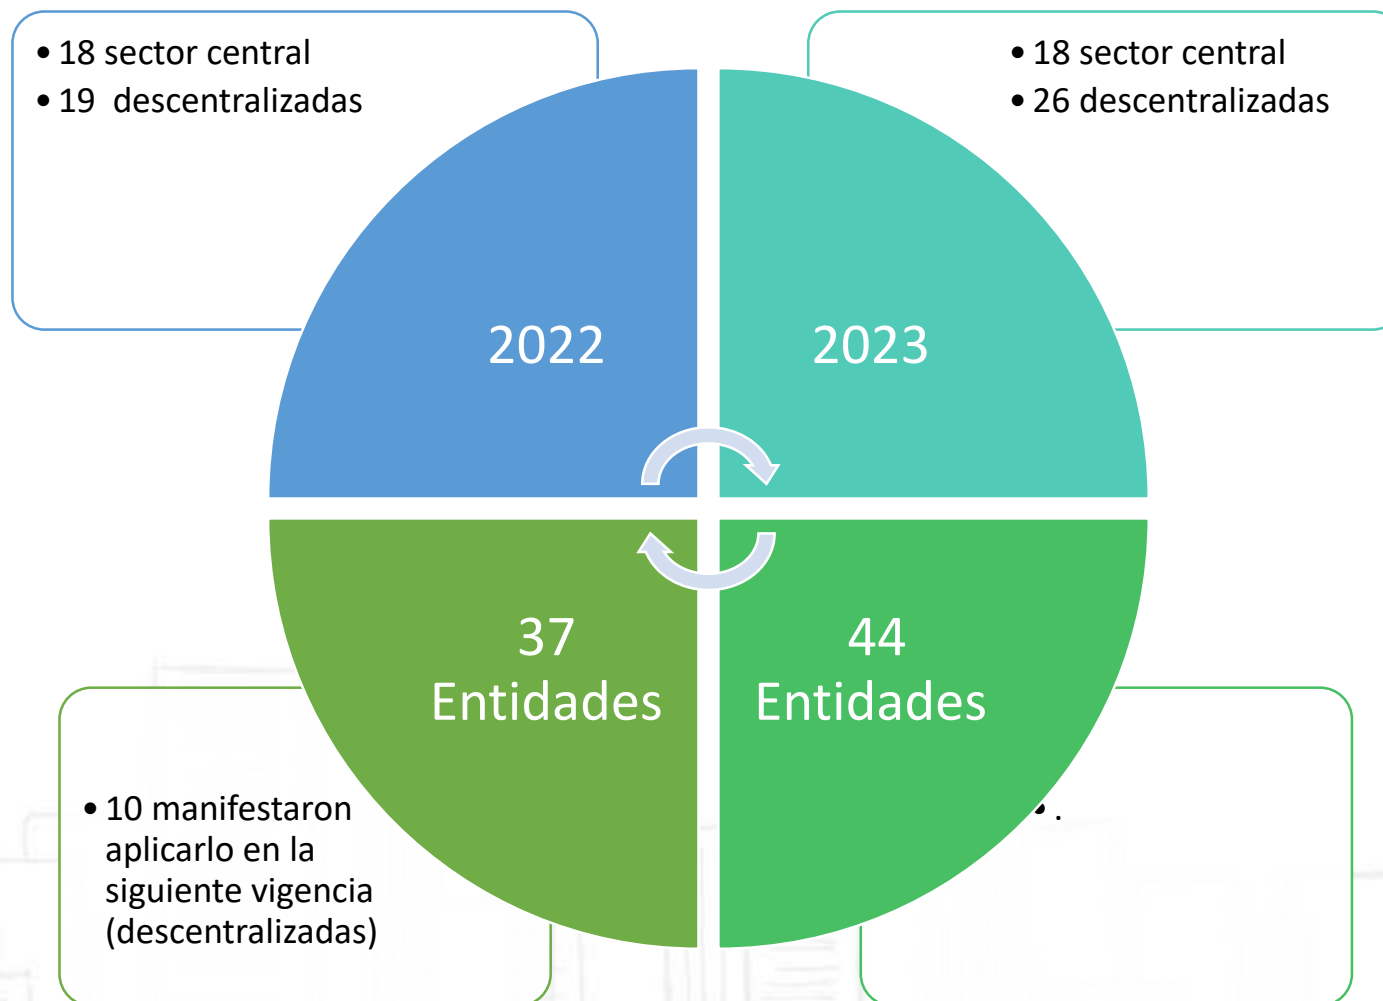 • 18 sector central
• 19 descentralizadas
• 18 sector central
• 26 descentralizadas
2022
2023
37
Entidades
44
Entidades
• 10 manifestaron
aplicarlo en la
siguiente vigencia
(descentralizadas)
• .